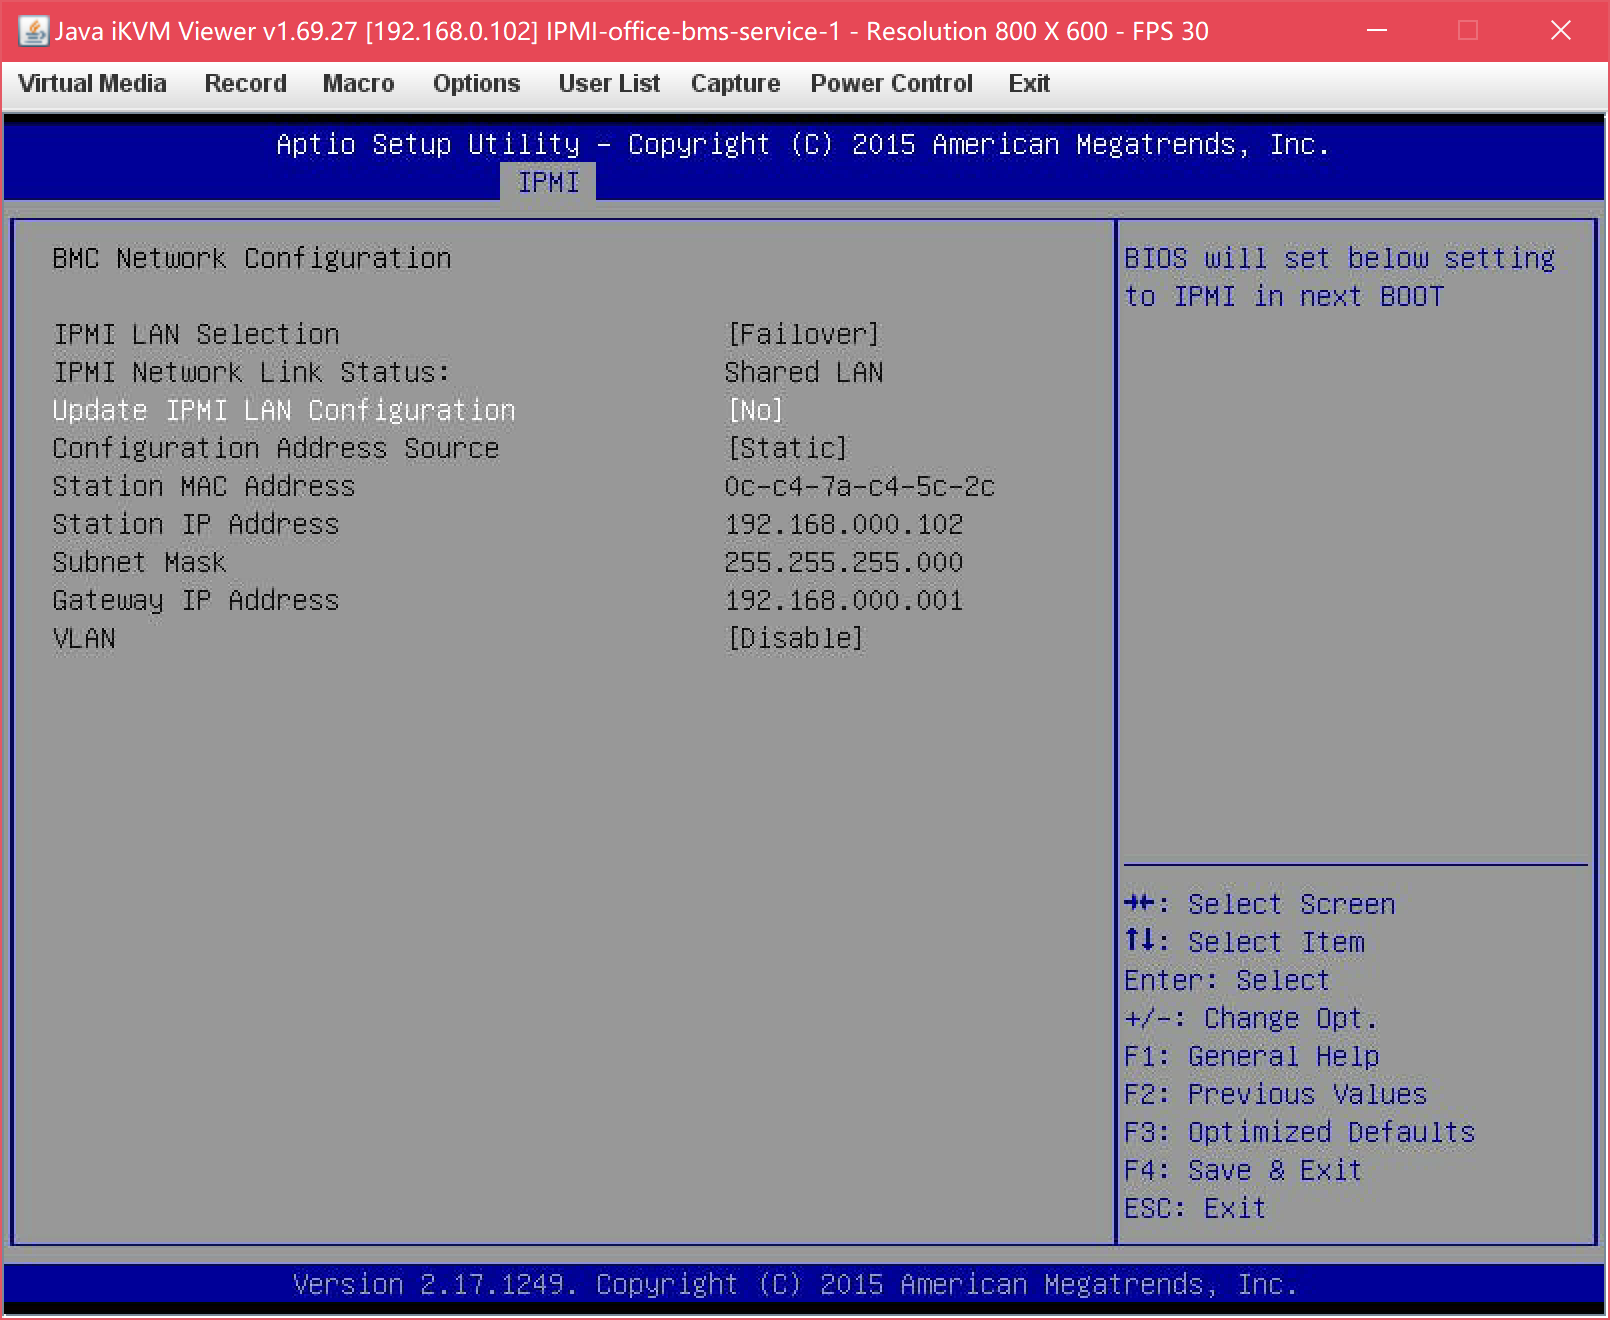 Java iKVM Viewer v1.69.27 [192.168.0.102] IPMI-office-bms-service-1 - Resolution 800 X 600 - FPS 30
Virtual Media Record Macro Options User List Capture Power Control Exit
Aptio Setup Utility – Copyright (C) 2015 American Megatrends, Inc.
IPMI
BMC Network Configuration
IPMI LAN Selection [Failover]
IPMI Network Link Status: Shared LAN
Update IPMI LAN Configuration [No]
Configuration Address Source [Static]
Station MAC Address 0c-c4-7a-c4-5c-2c
Station IP Address 192.168.000.102
Subnet Mask 255.255.255.000
Gateway IP Address 192.168.000.001
VLAN [Disable]
BIOS will set below setting
to IPMI in next BOOT
→←: Select Screen
↑↓: Select Item
Enter: Select
+/-: Change Opt.
F1: General Help
F2: Previous Values
F3: Optimized Defaults
F4: Save & Exit
ESC: Exit
Version 2.17.1249. Copyright (C) 2015 American Megatrends, Inc.